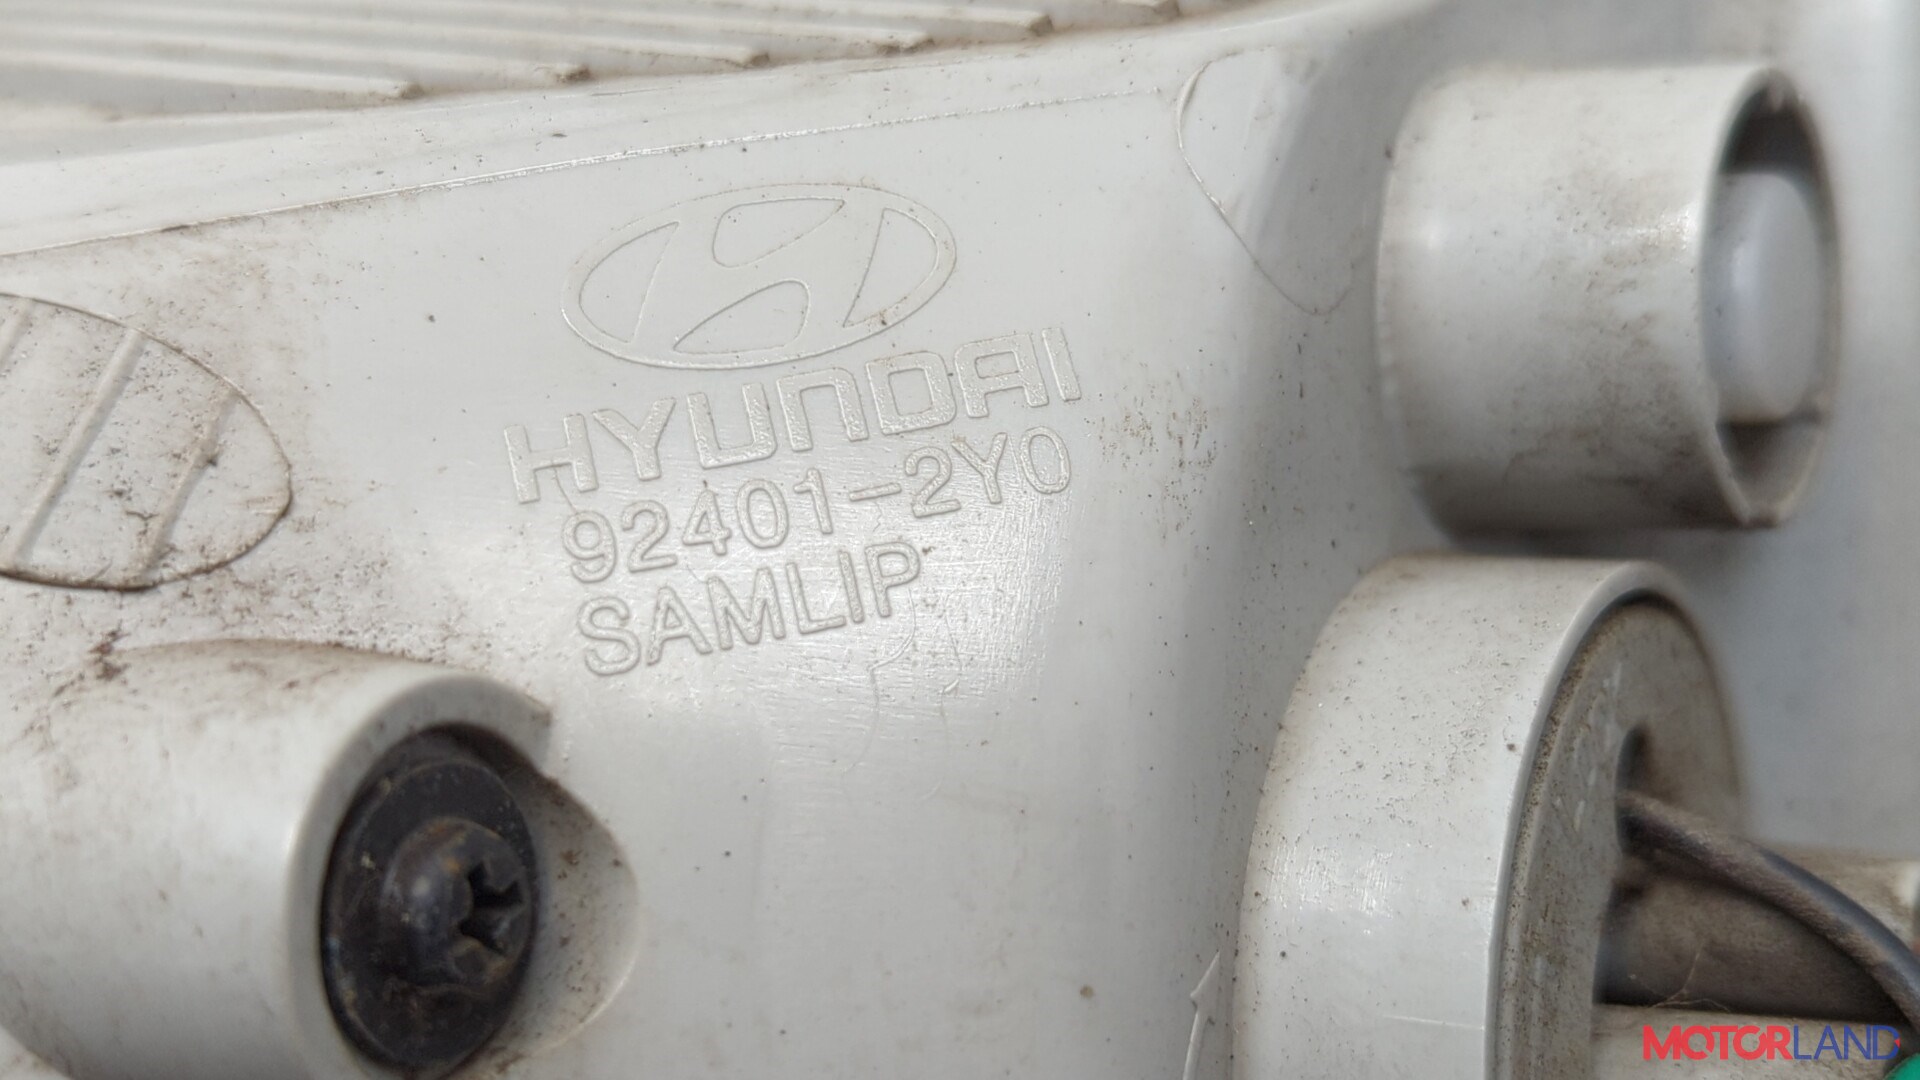 HYUNDAI
92401-2Y0
SAMLIP
MOTORLAND